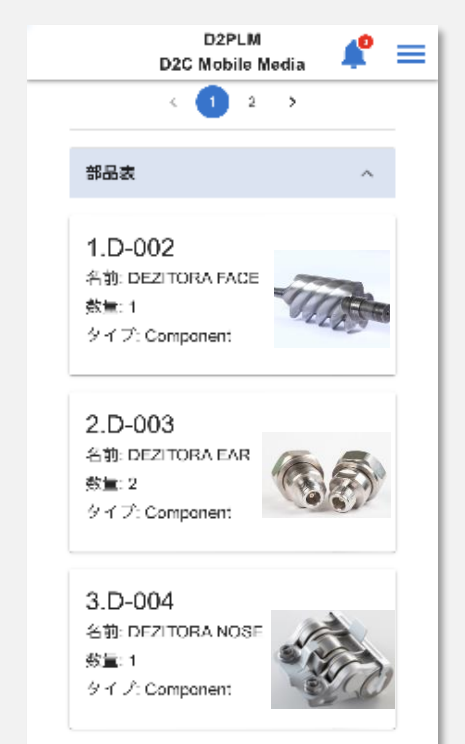 D2PLM
D2C Mobile Media
1 2
部品表
1.D-002
名前: DEZITORA FACE
数量: 1
タイプ: Component
2.D-003
名前: DEZITORA EAR
数量: 2
タイプ: Component
3.D-004
名前: DEZITORA NOSE
数量: 1
タイプ: Component